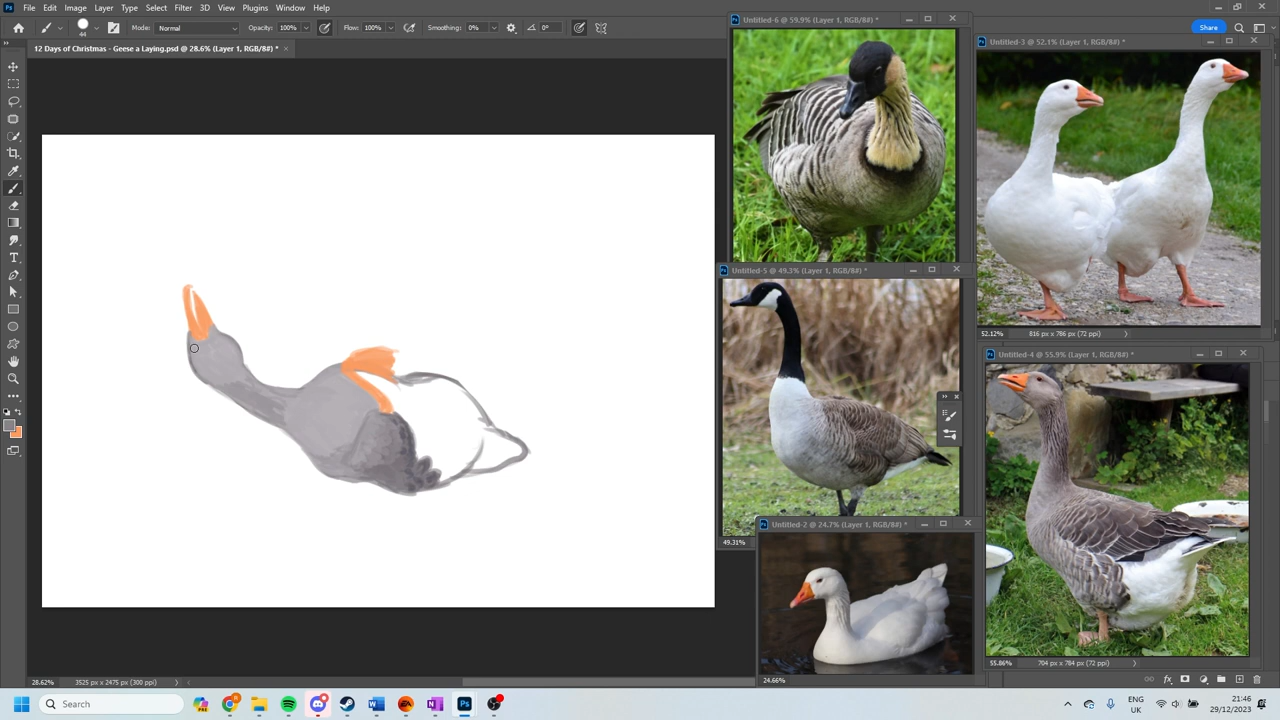 File Edit Image Layer Type Select Filter 3D View Plugins Window Help
44 Mode: Normal Opacity: 100% Flow: 100% Smoothing: 0% 0° Share
12 Days of Christmas - Geese a Laying.psd @ 28.6% (Layer 1, RGB/8#) * ×
Untitled-6 @ 59.9% (Layer 1, RGB/8#) *
Untitled-3 @ 52.1% (Layer 1, RGB/8#) *
Untitled-5 @ 49.3% (Layer 1, RGB/8#) *
52.12% 816 px x 786 px (72 ppi)
Untitled-4 @ 55.9% (Layer 1, RGB/8#) *
Untitled-2 @ 24.7% (Layer 1, RGB/8#) *
49.31%
55.86% 704 px x 784 px (72 ppi)
24.66%
28.62% 3525 px x 2475 px (300 ppi)
Search
ENG
UK
21:46
29/12/2023